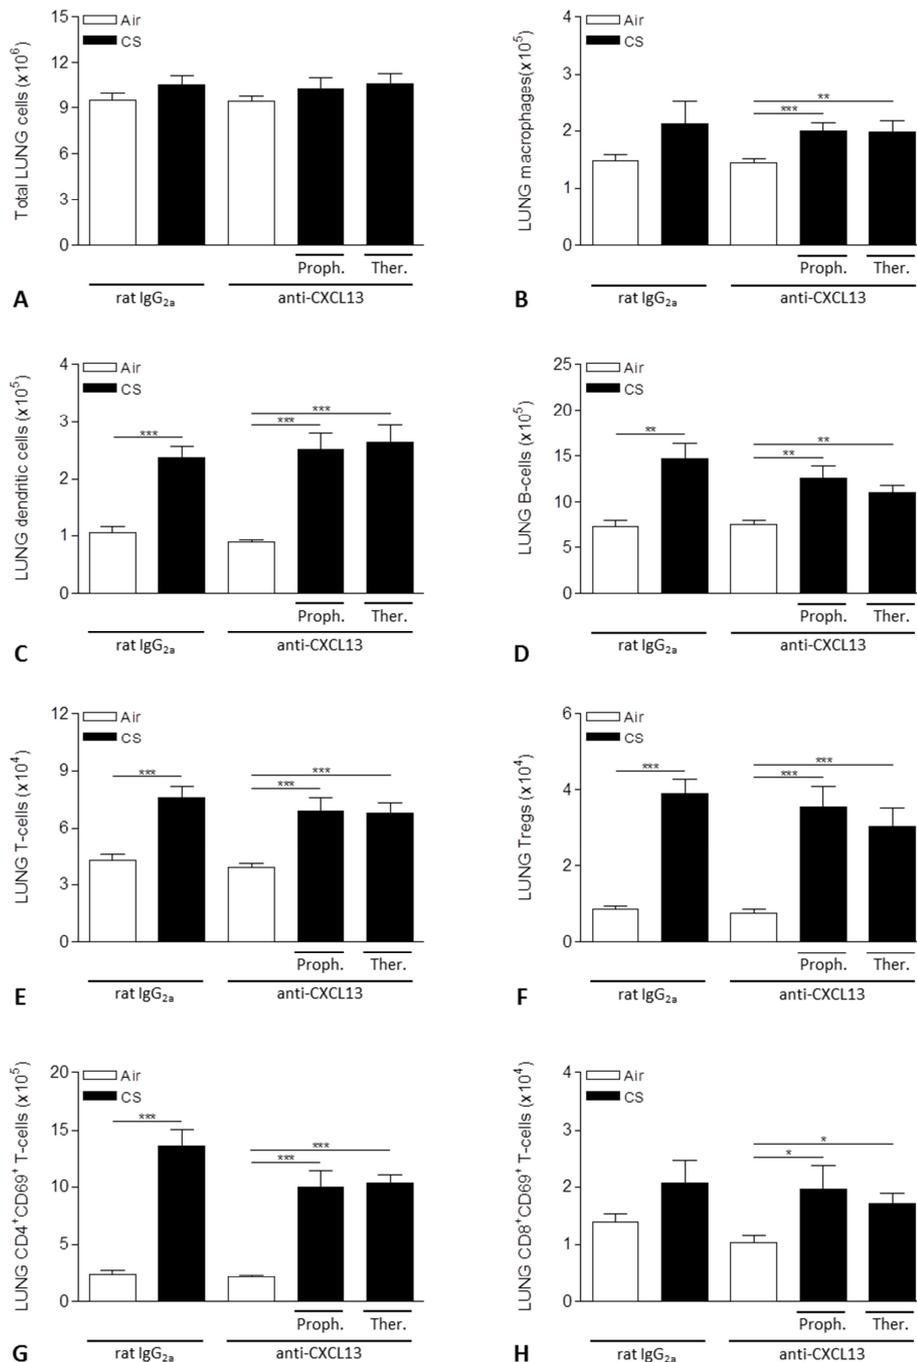 Total LUNG cells (x10⁶)
15
12
9
6
3
0
Air
CS
Proph. Ther.
rat IgG₂ₐ anti-CXCL13
A
LUNG macrophages(x10⁵)
4
3
2
1
0
Air
CS
***
**
Proph. Ther.
rat IgG₂ₐ anti-CXCL13
B
LUNG dendritic cells (x10⁵)
4
3
2
1
0
Air
CS
***
***
***
Proph. Ther.
rat IgG₂ₐ anti-CXCL13
C
LUNG B-cells (x10⁵)
25
20
15
10
5
0
Air
CS
**
**
**
Proph. Ther.
rat IgG₂ₐ anti-CXCL13
D
LUNG T-cells (x10⁴)
12
9
6
3
0
Air
CS
***
***
***
Proph. Ther.
rat IgG₂ₐ anti-CXCL13
E
LUNG Tregs (x10⁴)
6
4
2
0
Air
CS
***
***
***
Proph. Ther.
rat IgG₂ₐ anti-CXCL13
F
LUNG CD4⁺CD69⁺ T-cells (x10⁵)
20
15
10
5
0
Air
CS
***
***
***
Proph. Ther.
rat IgG₂ₐ anti-CXCL13
G
LUNG CD8⁺CD69⁺ T-cells (x10⁴)
4
3
2
1
0
Air
CS
*
*
Proph. Ther.
rat IgG₂ₐ anti-CXCL13
H